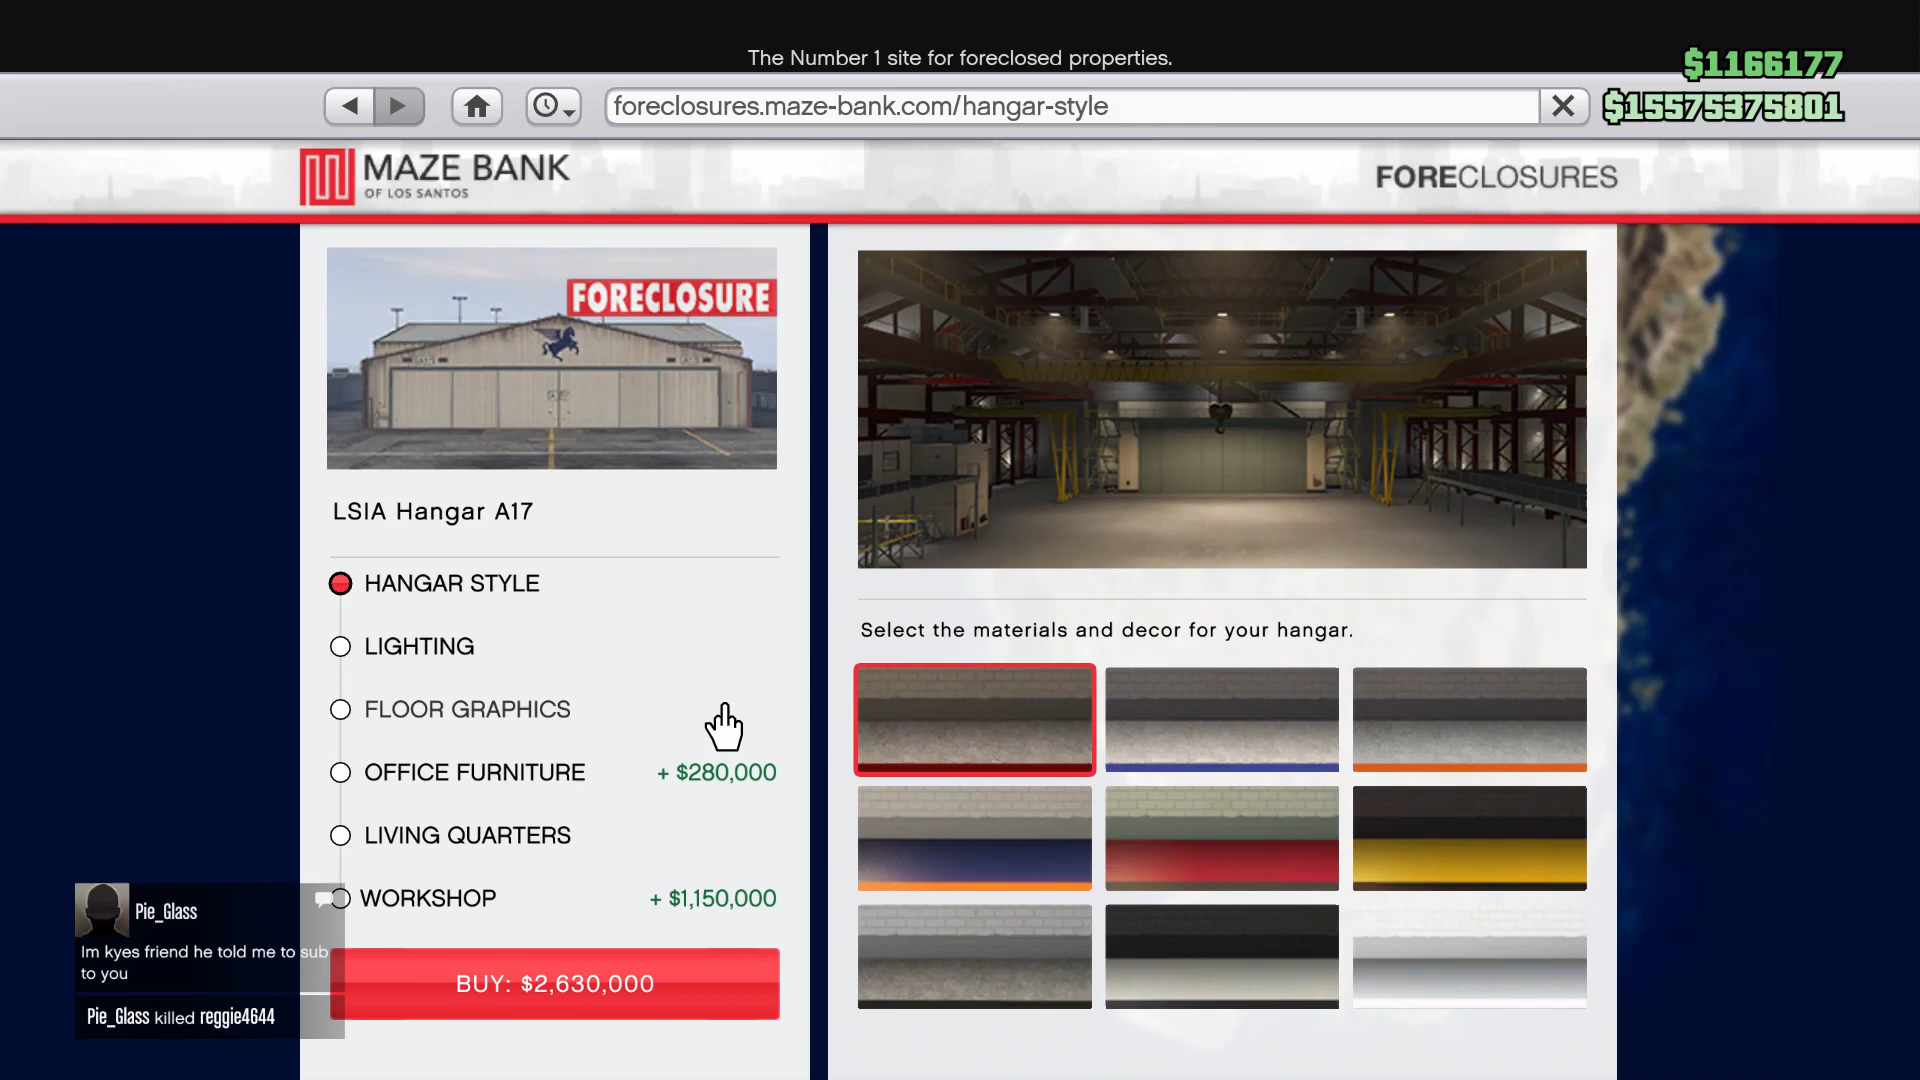 The Number 1 site for foreclosed properties.
$1166177
foreclosures.maze-bank.com/hangar-style
$15575375801
MAZE BANK
OF LOS SANTOS
FORECLOSURES
FORECLOSURE
LSIA Hangar A17
HANGAR STYLE
LIGHTING
FLOOR GRAPHICS
OFFICE FURNITURE + $280,000
LIVING QUARTERS
WORKSHOP + $1,150,000
BUY: $2,630,000
Select the materials and decor for your hangar.
Pie_Glass
Im kyes friend he told me to sub
to you
Pie_Glass killed reggie4644